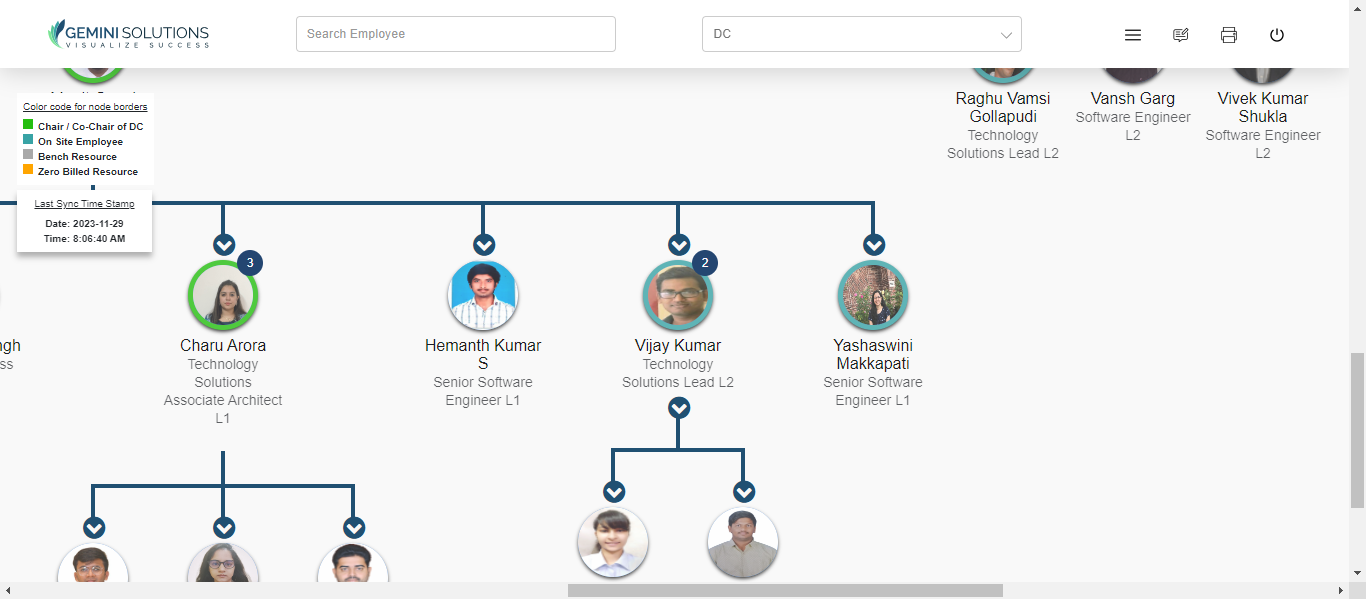 GEMINI SOLUTIONS
VISUALIZE SUCCESS
Search Employee
DC
Color code for node borders
Chair / Co-Chair of DC
On Site Employee
Bench Resource
Zero Billed Resource
Last Sync Time Stamp
Date: 2023-11-29
Time: 8:06:40 AM
Raghu Vamsi
Gollapudi
Technology
Solutions Lead L2
Vansh Garg
Software Engineer
L2
Vivek Kumar
Shukla
Software Engineer
L2
ngh
ss
3
Charu Arora
Technology
Solutions
Associate Architect
L1
Hemanth Kumar
S
Senior Software
Engineer L1
2
Vijay Kumar
Technology
Solutions Lead L2
Yashaswini
Makkapati
Senior Software
Engineer L1